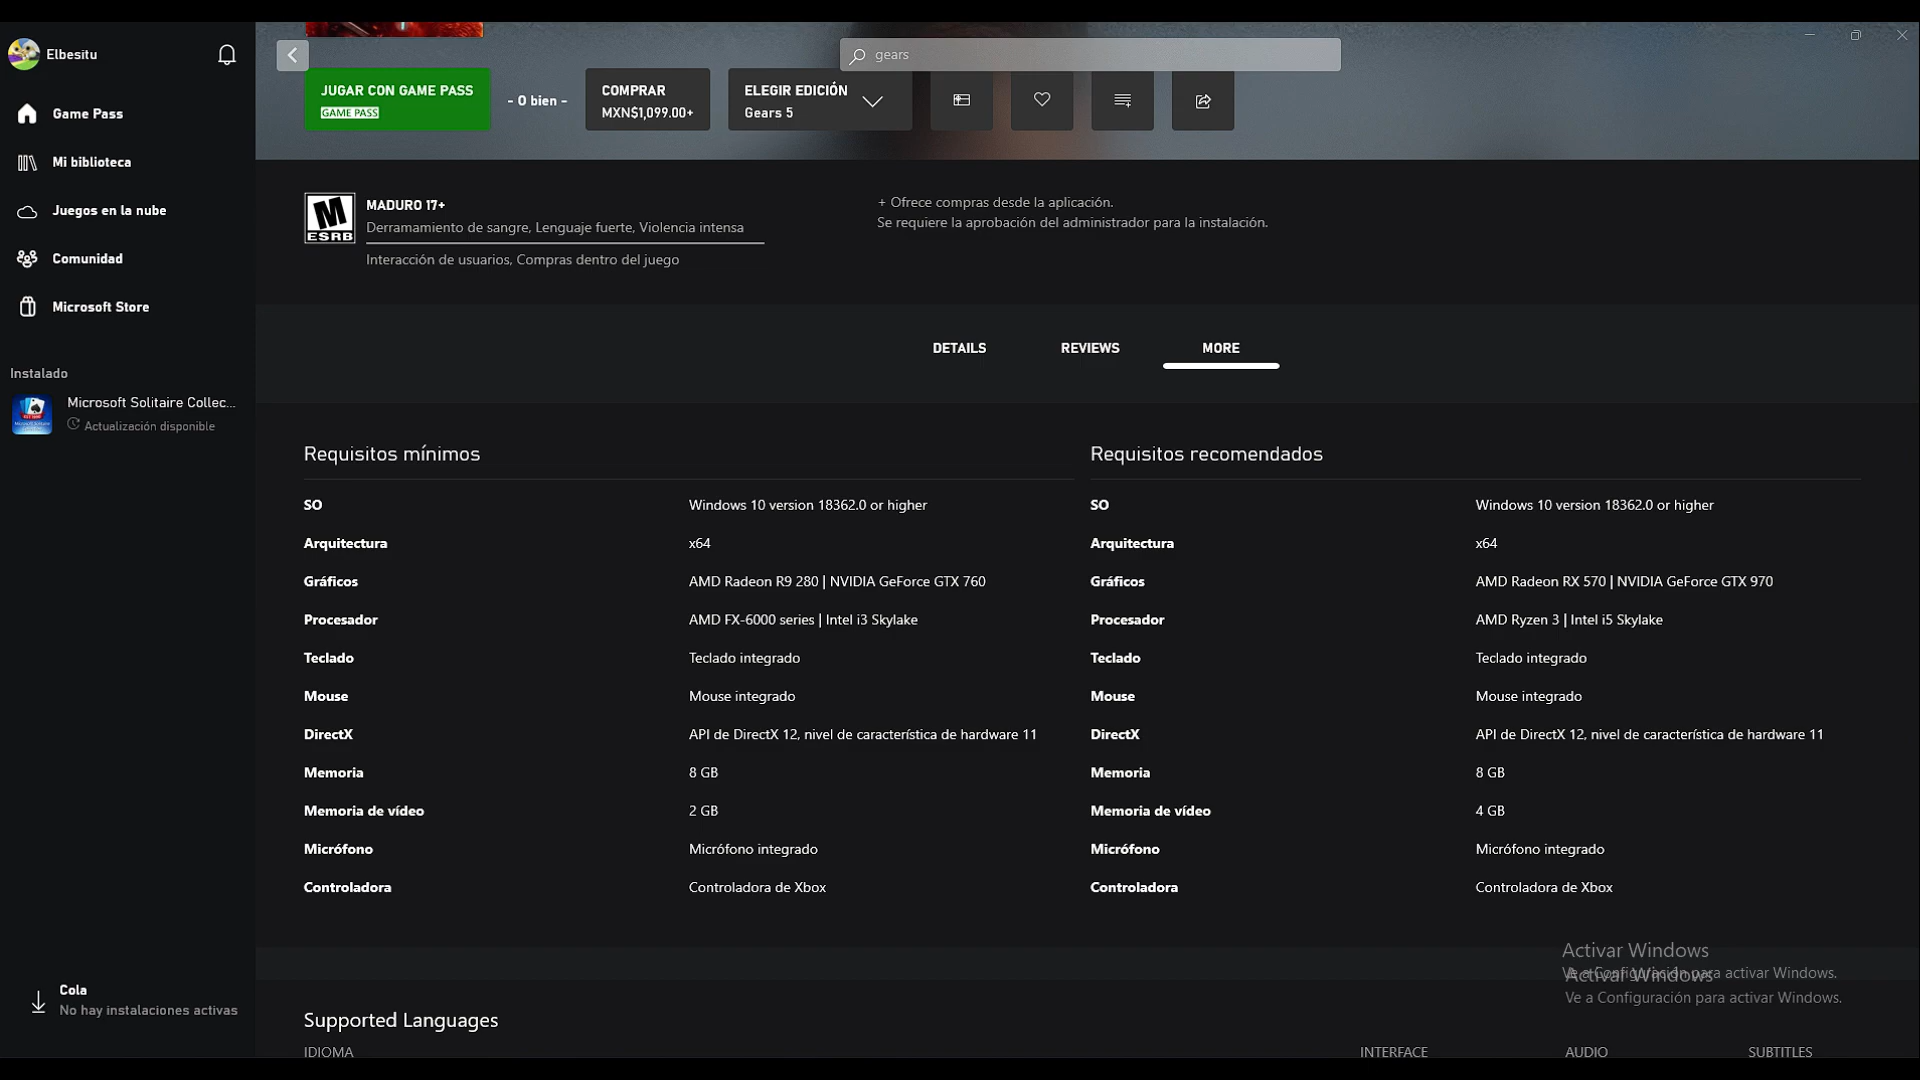 Elbesitu
gears
Game Pass
Mi biblioteca
Juegos en la nube
Comunidad
Microsoft Store
Instalado
Microsoft Solitaire Collec...
Actualización disponible
Cola
No hay instalaciones activas
JUGAR CON GAME PASS
GAME PASS
- O bien -
COMPRAR
MXN$1,099.00+
ELEGIR EDICIÓN
Gears 5
M
ESRB
MADURO 17+
Derramamiento de sangre, Lenguaje fuerte, Violencia intensa
Interacción de usuarios, Compras dentro del juego
+ Ofrece compras desde la aplicación.
Se requiere la aprobación del administrador para la instalación.
DETAILS REVIEWS MORE
Requisitos mínimos
SO Windows 10 version 18362.0 or higher
Arquitectura x64
Gráficos AMD Radeon R9 280 | NVIDIA GeForce GTX 760
Procesador AMD FX-6000 series | Intel i3 Skylake
Teclado Teclado integrado
Mouse Mouse integrado
DirectX API de DirectX 12, nivel de característica de hardware 11
Memoria 8 GB
Memoria de vídeo 2 GB
Micrófono Micrófono integrado
Controladora Controladora de Xbox
Requisitos recomendados
SO Windows 10 version 18362.0 or higher
Arquitectura x64
Gráficos AMD Radeon RX 570 | NVIDIA GeForce GTX 970
Procesador AMD Ryzen 3 | Intel i5 Skylake
Teclado Teclado integrado
Mouse Mouse integrado
DirectX API de DirectX 12, nivel de característica de hardware 11
Memoria 8 GB
Memoria de vídeo 4 GB
Micrófono Micrófono integrado
Controladora Controladora de Xbox
Supported Languages
IDIOMA INTERFACE AUDIO SUBTITLES
Activar Windows
Ve a Configuración para activar Windows.
Activar Windows
Ve a Configuración para activar Windows.